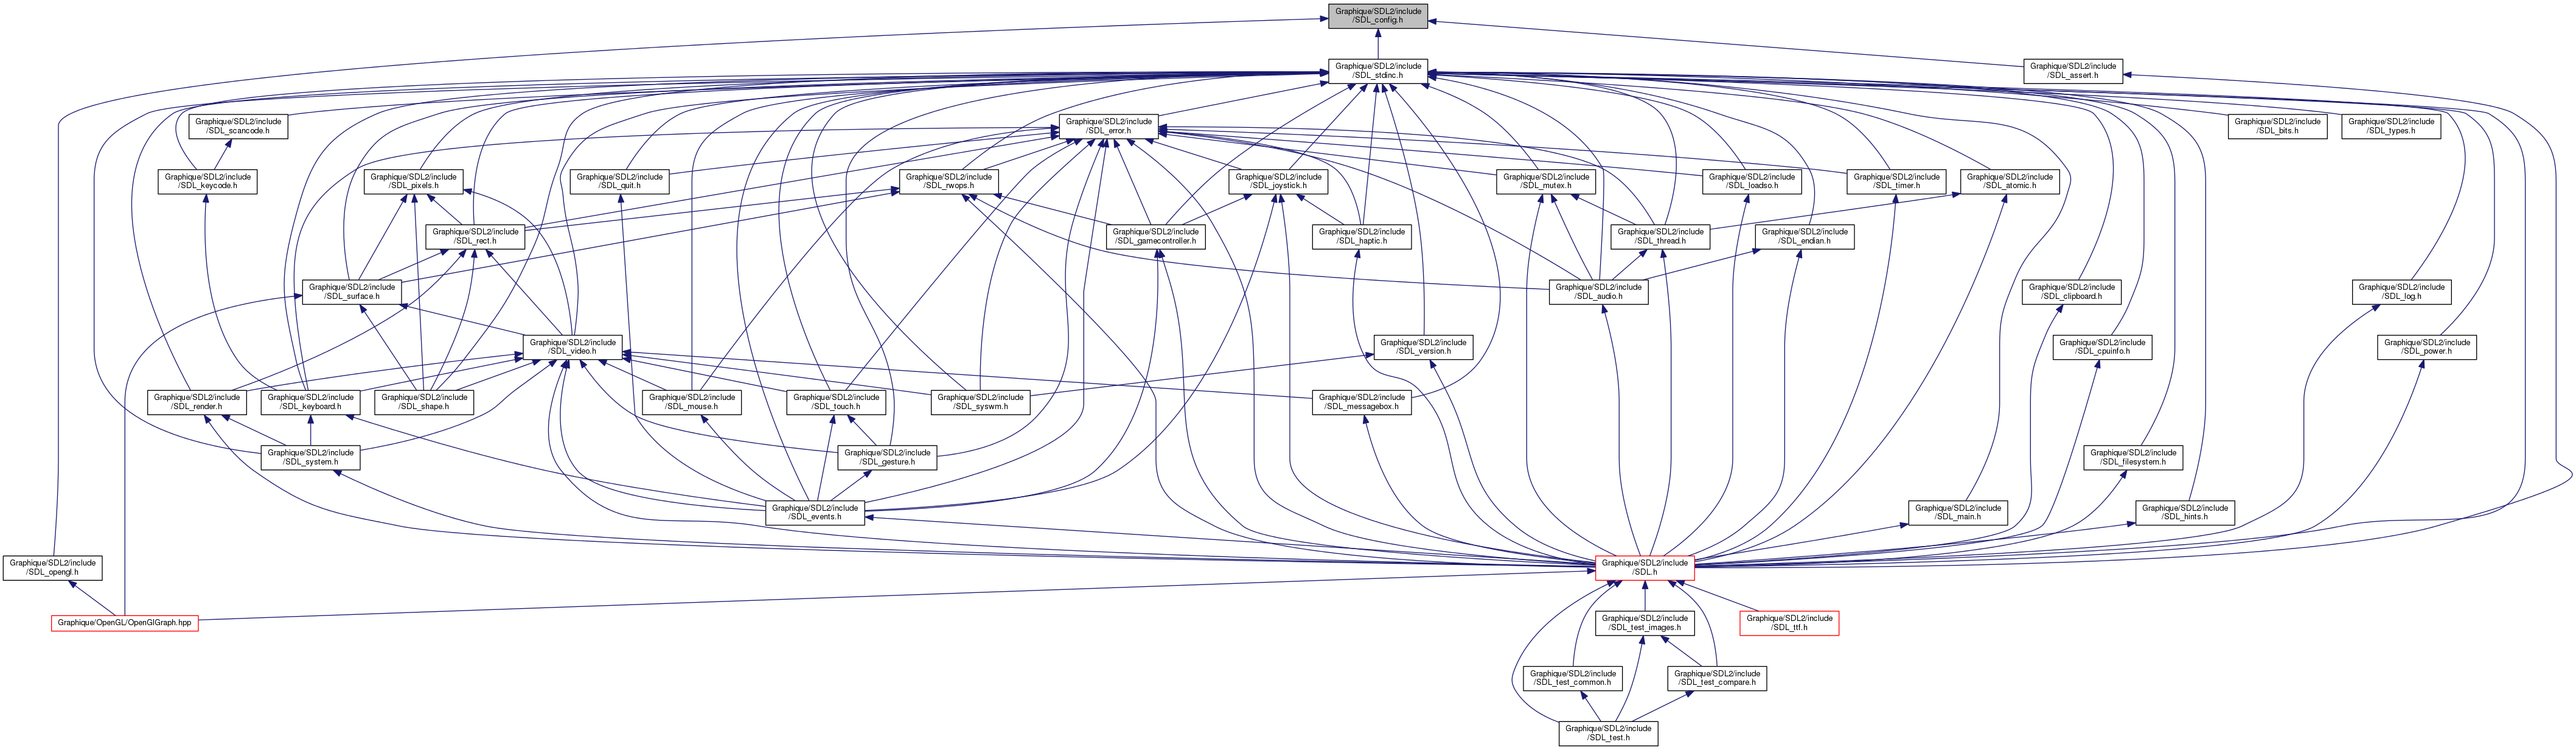 Graphique/SDL2/include
/SDL_config.h
Graphique/SDL2/include
/SDL_stdinc.h
Graphique/SDL2/include
/SDL_assert.h
Graphique/SDL2/include
/SDL_scancode.h
Graphique/SDL2/include
/SDL_error.h
Graphique/SDL2/include
/SDL_bits.h
Graphique/SDL2/include
/SDL_types.h
Graphique/SDL2/include
/SDL_keycode.h
Graphique/SDL2/include
/SDL_pixels.h
Graphique/SDL2/include
/SDL_quit.h
Graphique/SDL2/include
/SDL_rwops.h
Graphique/SDL2/include
/SDL_joystick.h
Graphique/SDL2/include
/SDL_mutex.h
Graphique/SDL2/include
/SDL_loadso.h
Graphique/SDL2/include
/SDL_timer.h
Graphique/SDL2/include
/SDL_atomic.h
Graphique/SDL2/include
/SDL_rect.h
Graphique/SDL2/include
/SDL_gamecontroller.h
Graphique/SDL2/include
/SDL_haptic.h
Graphique/SDL2/include
/SDL_thread.h
Graphique/SDL2/include
/SDL_endian.h
Graphique/SDL2/include
/SDL_surface.h
Graphique/SDL2/include
/SDL_audio.h
Graphique/SDL2/include
/SDL_clipboard.h
Graphique/SDL2/include
/SDL_log.h
Graphique/SDL2/include
/SDL_video.h
Graphique/SDL2/include
/SDL_version.h
Graphique/SDL2/include
/SDL_cpuinfo.h
Graphique/SDL2/include
/SDL_power.h
Graphique/SDL2/include
/SDL_render.h
Graphique/SDL2/include
/SDL_keyboard.h
Graphique/SDL2/include
/SDL_shape.h
Graphique/SDL2/include
/SDL_mouse.h
Graphique/SDL2/include
/SDL_touch.h
Graphique/SDL2/include
/SDL_syswm.h
Graphique/SDL2/include
/SDL_messagebox.h
Graphique/SDL2/include
/SDL_system.h
Graphique/SDL2/include
/SDL_gesture.h
Graphique/SDL2/include
/SDL_filesystem.h
Graphique/SDL2/include
/SDL_events.h
Graphique/SDL2/include
/SDL_main.h
Graphique/SDL2/include
/SDL_hints.h
Graphique/SDL2/include
/SDL_opengl.h
Graphique/SDL2/include
/SDL.h
Graphique/OpenGL/OpenGlGraph.hpp
Graphique/SDL2/include
/SDL_test_images.h
Graphique/SDL2/include
/SDL_ttf.h
Graphique/SDL2/include
/SDL_test_common.h
Graphique/SDL2/include
/SDL_test_compare.h
Graphique/SDL2/include
/SDL_test.h